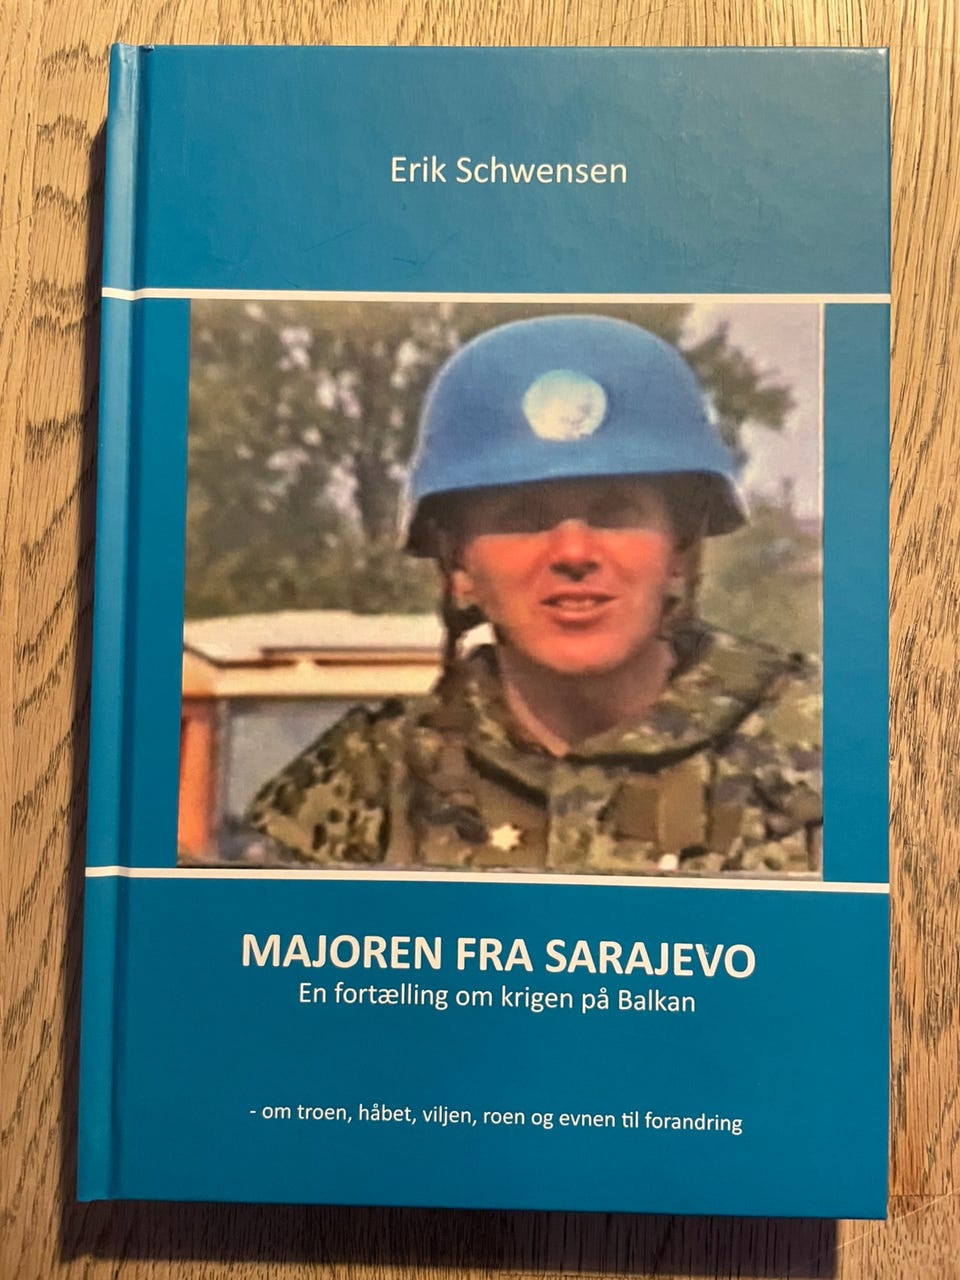 Erik Schwensen
MAJOREN FRA SARAJEVO
En fortælling om krigen på Balkan
- om troen, håbet, viljen, roen og evnen til forandring